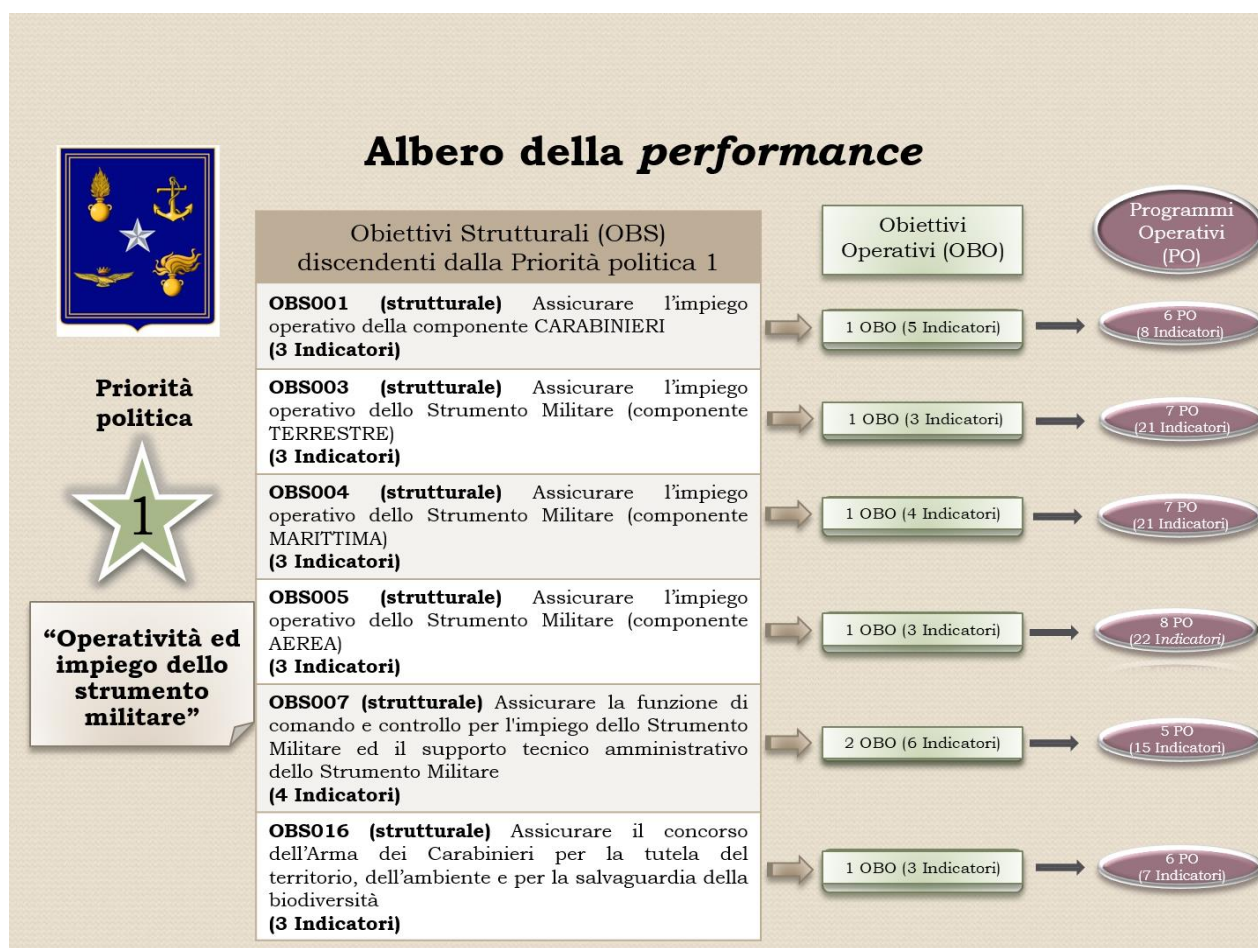 Albero della performance
Priorità
politica
1
“Operatività ed
impiego dello
strumento
militare”
Obiettivi Strutturali (OBS)
discendenti dalla Priorità politica 1
Obiettivi
Operativi (OBO)
Programmi
Operativi
(PO)
OBS001 (strutturale) Assicurare l’impiego
operativo della componente CARABINIERI
(3 Indicatori)
1 OBO (5 Indicatori)
6 PO
(8 Indicatori)
OBS003 (strutturale) Assicurare l’impiego
operativo dello Strumento Militare (componente
TERRESTRE)
(3 Indicatori)
1 OBO (3 Indicatori)
7 PO
(21 Indicatori)
OBS004 (strutturale) Assicurare l’impiego
operativo dello Strumento Militare (componente
MARITTIMA)
(3 Indicatori)
1 OBO (4 Indicatori)
7 PO
(21 Indicatori)
OBS005 (strutturale) Assicurare l’impiego
operativo dello Strumento Militare (componente
AEREA)
(3 Indicatori)
1 OBO (3 Indicatori)
8 PO
(22 Indicatori)
OBS007 (strutturale) Assicurare la funzione di
comando e controllo per l'impiego dello Strumento
Militare ed il supporto tecnico amministrativo
dello Strumento Militare
(4 Indicatori)
2 OBO (6 Indicatori)
5 PO
(15 Indicatori)
OBS016 (strutturale) Assicurare il concorso
dell’Arma dei Carabinieri per la tutela del
territorio, dell’ambiente e per la salvaguardia della
biodiversità
(3 Indicatori)
1 OBO (3 Indicatori)
6 PO
(7 Indicatori)